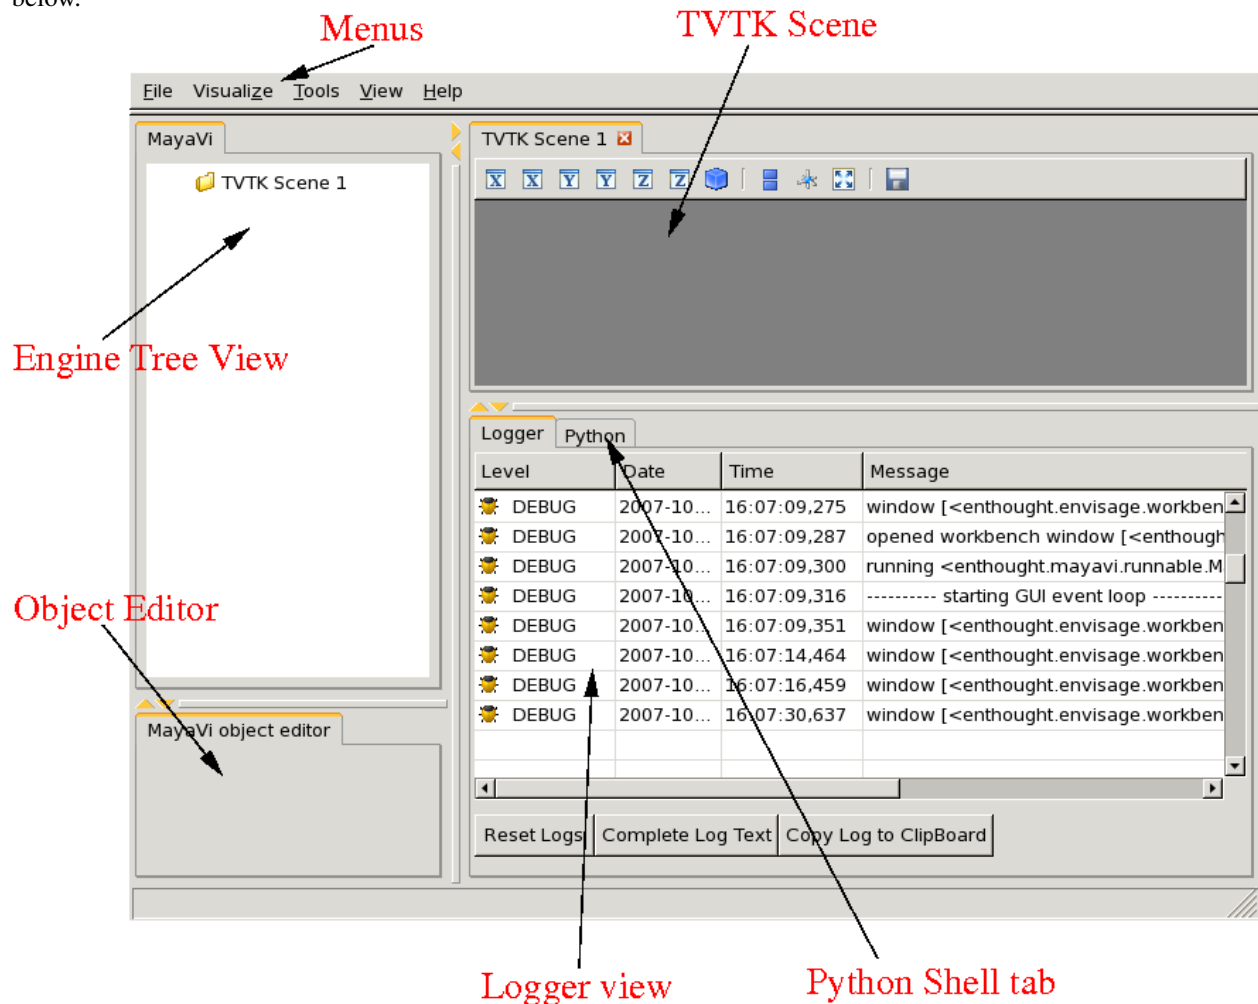 below.
Menus
TVTK Scene
File Visualize Tools View Help
MayaVi
TVTK Scene 1
TVTK Scene 1
X X Y Y Z Z
Engine Tree View
Logger Python
Level Date Time Message
DEBUG 2007-10... 16:07:09,275 window [<enthought.envisage.workben
DEBUG 2007-10... 16:07:09,287 opened workbench window [<enthough
DEBUG 2007-10... 16:07:09,300 running <enthought.mayavi.runnable.M
DEBUG 2007-10... 16:07:09,316 ---------- starting GUI event loop ----------
DEBUG 2007-10... 16:07:09,351 window [<enthought.envisage.workben
DEBUG 2007-10... 16:07:14,464 window [<enthought.envisage.workben
DEBUG 2007-10... 16:07:16,459 window [<enthought.envisage.workben
DEBUG 2007-10... 16:07:30,637 window [<enthought.envisage.workben
Object Editor
MayaVi object editor
Reset Logs Complete Log Text Copy Log to ClipBoard
Logger view
Python Shell tab